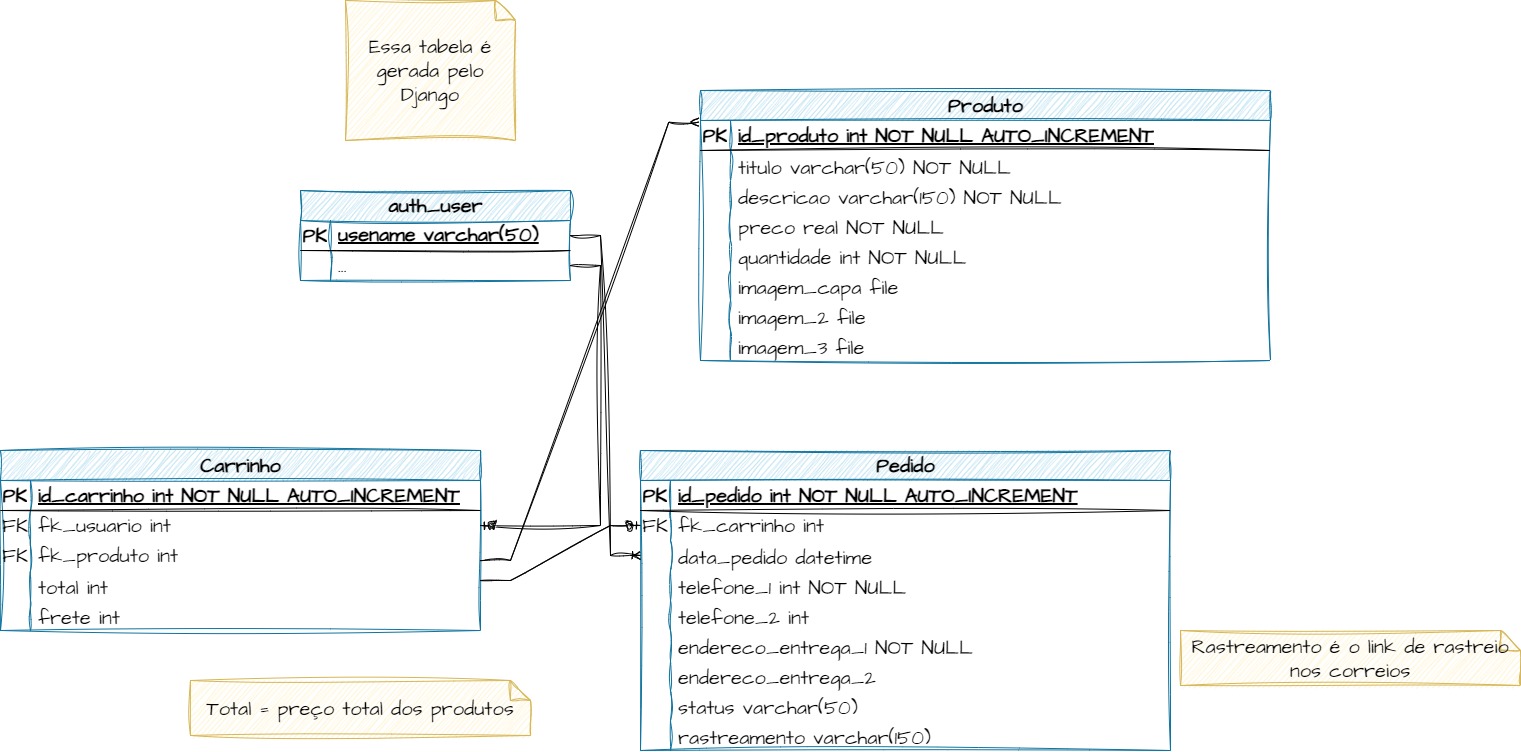 Essa tabela é
gerada pelo
Django
Produto
PK id_produto int NOT NULL AUTO_INCREMENT
titulo varchar(50) NOT NULL
descricao varchar(150) NOT NULL
preco real NOT NULL
quantidade int NOT NULL
imagem_capa file
imagem_2 file
imagem_3 file
auth_user
PK usename varchar(50)
...
Carrinho
PK id_carrinho int NOT NULL AUTO_INCREMENT
FK fk_usuario int
FK fk_produto int
total int
frete int
Pedido
PK id_pedido int NOT NULL AUTO_INCREMENT
FK fk_carrinho int
data_pedido datetime
telefone_1 int NOT NULL
telefone_2 int
endereco_entrega_1 NOT NULL
endereco_entrega_2
status varchar(50)
rastreamento varchar(150)
Rastreamento é o link de rastreio
nos correios
Total = preço total dos produtos